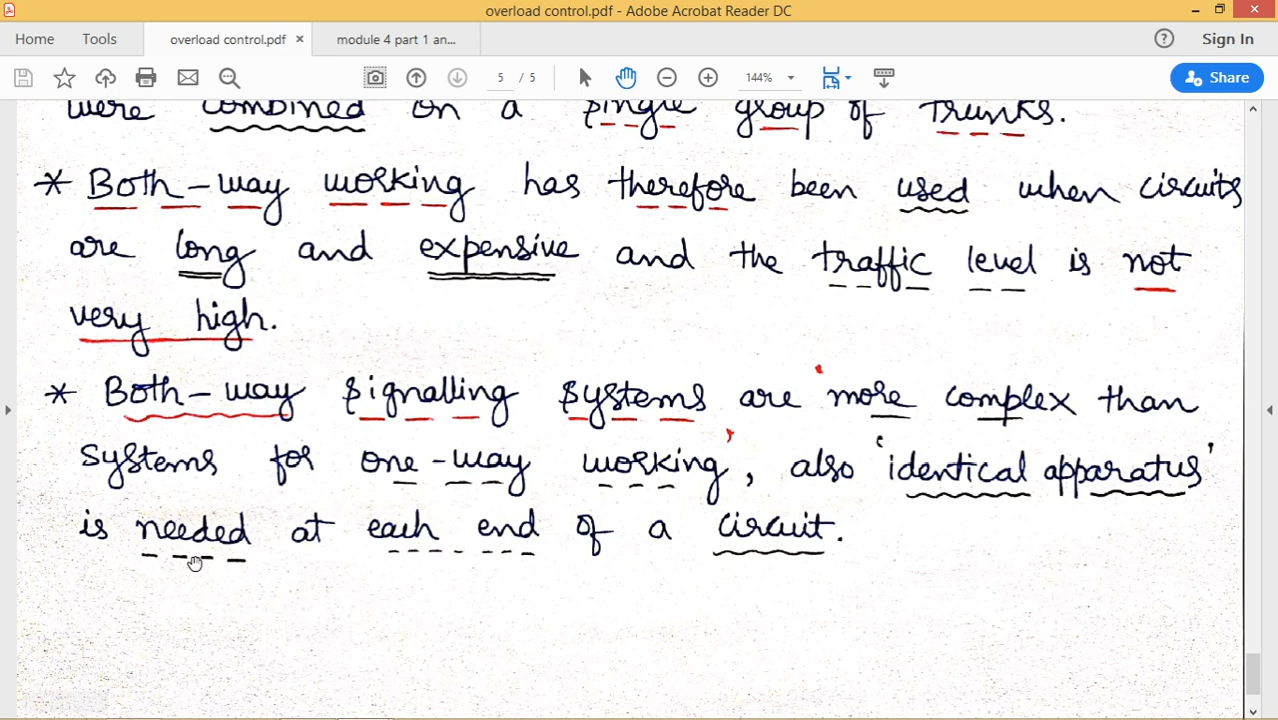 overload control.pdf - Adobe Acrobat Reader DC
Home Tools overload control.pdf × module 4 part 1 an... ? Sign In
5 / 5 144% Share
were combined on a single group of trunks.
* Both-way working has therefore been used when circuits
are long and expensive and the traffic level is not
very high.
* Both-way signalling systems are 'more complex than
systems for one-way working', also 'identical apparatus'
is needed at each end of a circuit.